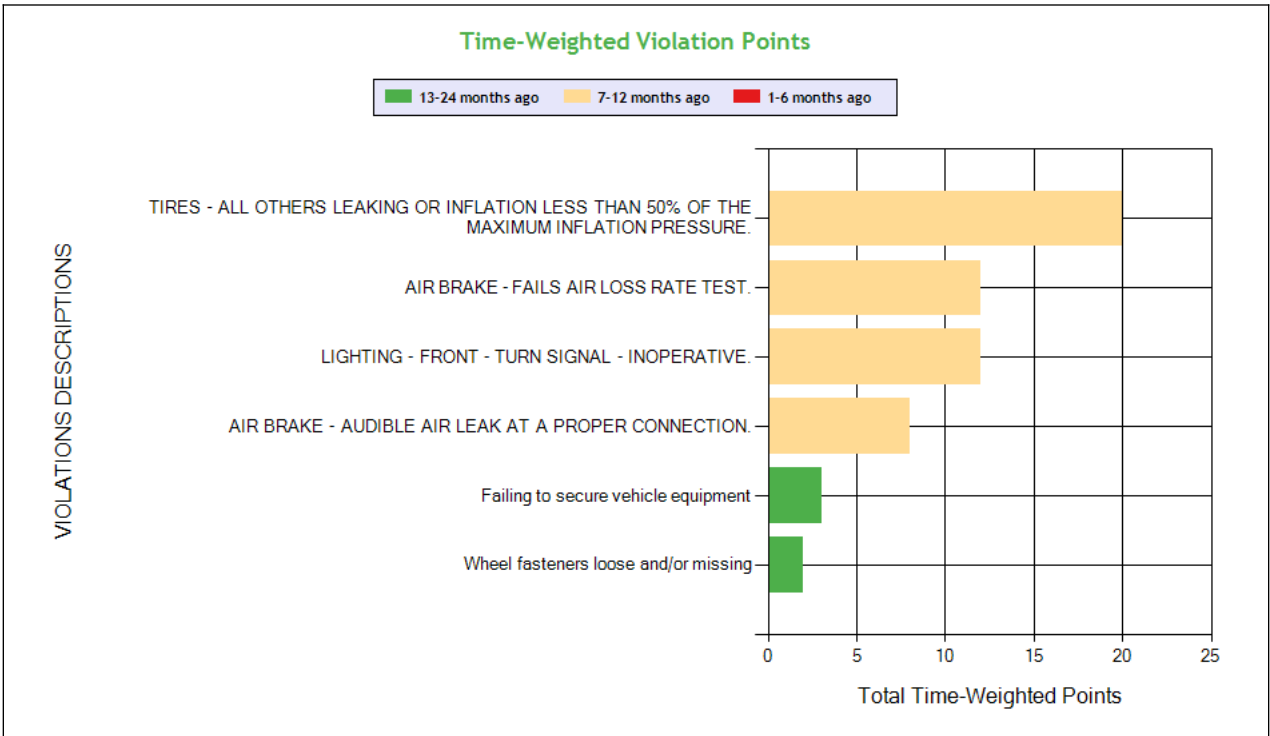 Time-Weighted Violation Points
13-24 months ago 7-12 months ago 1-6 months ago
VIOLATIONS DESCRIPTIONS
TIRES - ALL OTHERS LEAKING OR INFLATION LESS THAN 50% OF THE
MAXIMUM INFLATION PRESSURE.
AIR BRAKE - FAILS AIR LOSS RATE TEST.
LIGHTING - FRONT - TURN SIGNAL - INOPERATIVE.
AIR BRAKE - AUDIBLE AIR LEAK AT A PROPER CONNECTION.
Failing to secure vehicle equipment
Wheel fasteners loose and/or missing
0 5 10 15 20 25
Total Time-Weighted Points